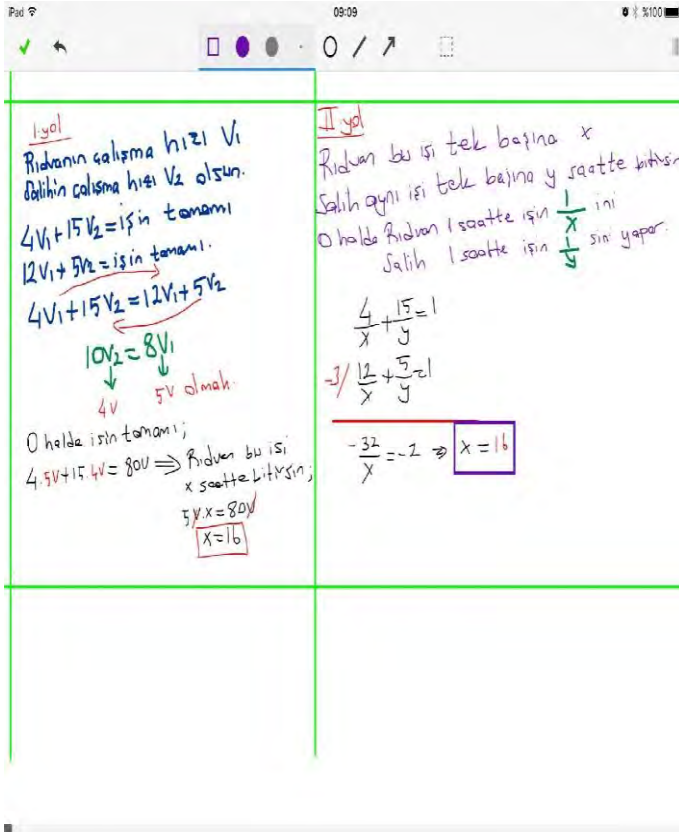 iPad
09:09
%100
I.yol
Rıdvanın çalışma hızı V1
Salihin çalışma hızı V2 olsun.
4V1+15V2=işin tamamı
12V1+5V2=işin tamamı.
4V1+15V2=12V1+5V2
10V2=8V1
4V 5V olmalı.
O halde işin tamamı;
4.5V+15.4V=80V ⇒ Rıdvan bu işi
x saatte bitirsin;
5V.x=80V
x=16
II.yol
Rıdvan bu işi tek başına x
Salih aynı işi tek başına y saatte bitirsin
O halde Rıdvan 1 saatte işin 1/x ini
Salih 1 saatte işin 1/y sini yapar.
4/x+15/y=1
-3/ 12/x+5/y=1
-32/x=-2 ⇒ x=16